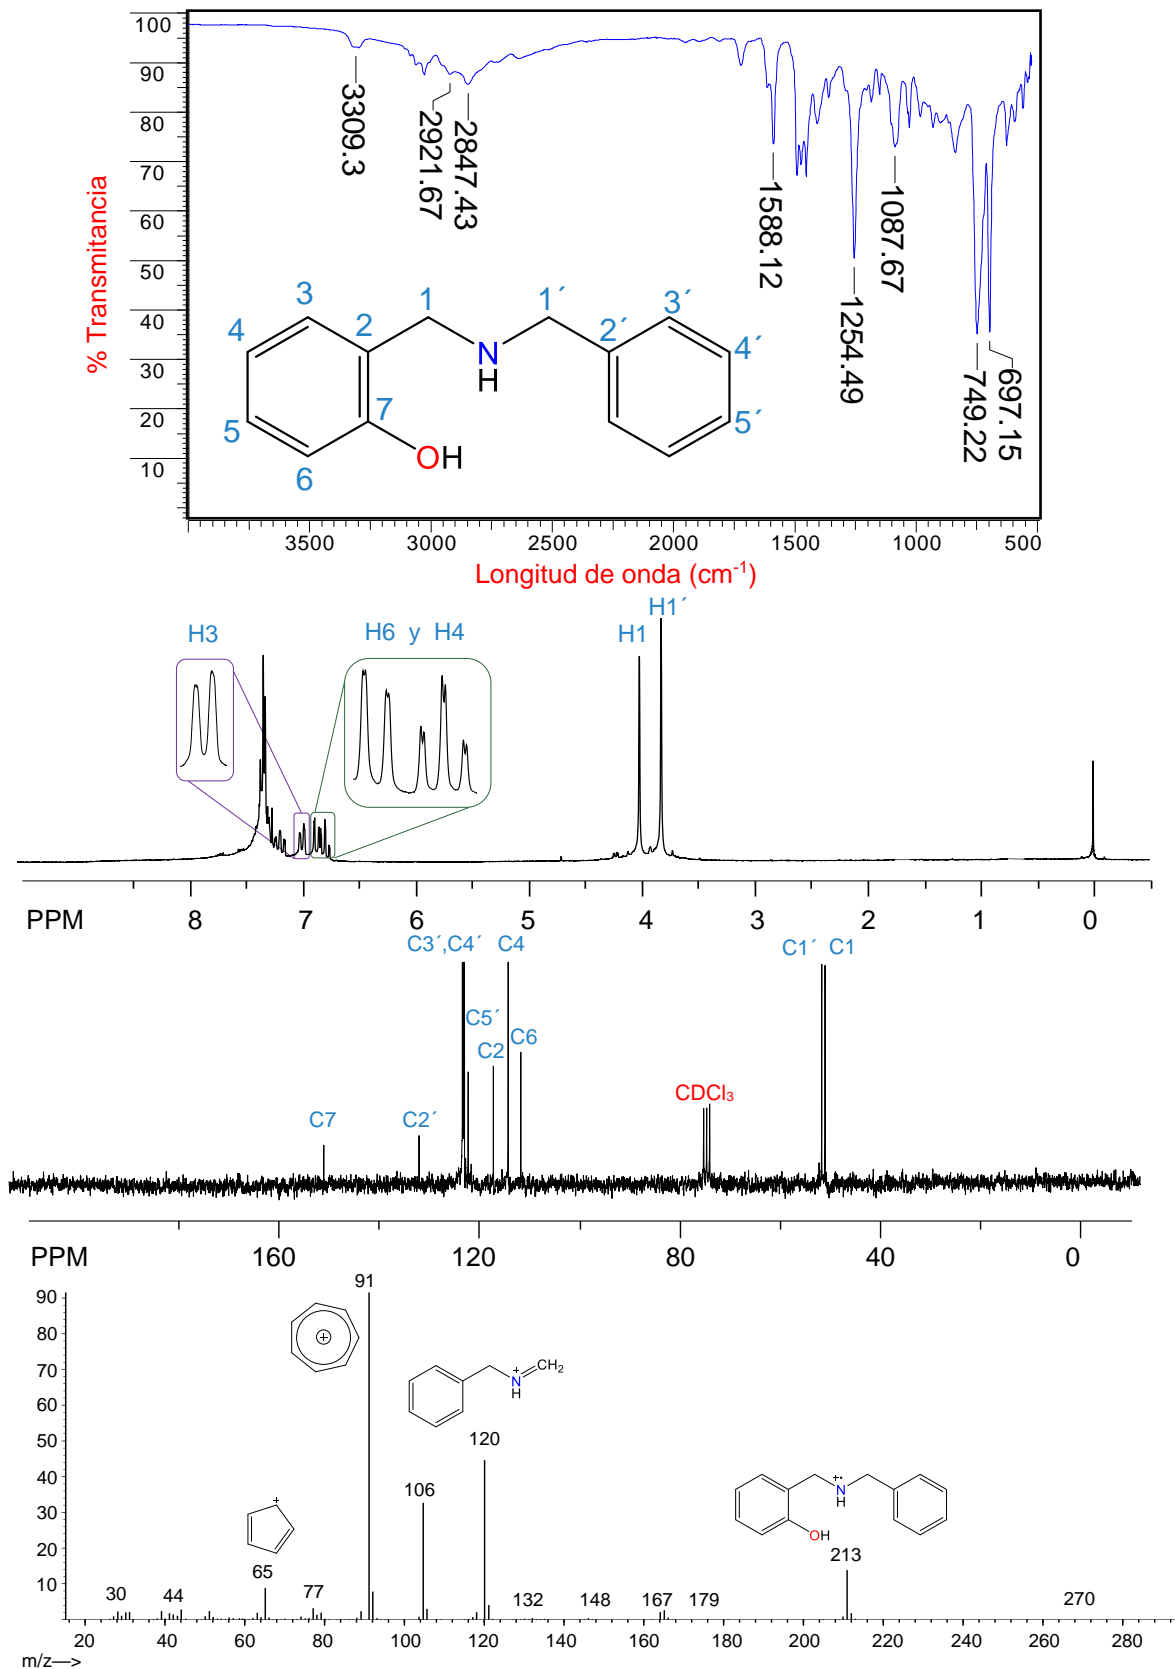 100
90
80
70
60
50
40
30
20
10
% Transmitancia
3309.3
2921.67
2847.43
1588.12
1254.49
1087.67
749.22
697.15
3
4
5
6
7
2
1
N
H
OH
1´
2´
3´
4´
5´
3500 3000 2500 2000 1500 1000 500
Longitud de onda (cm-1)
H3
H6 y H4
H1
H1´
PPM 8 7 6 5 4 3 2 1 0
C3´,C4´
C4
C1´ C1
C5´
C2
C6
CDCl3
C7
C2´
PPM 160 120 80 40 0
91
90
80
70
60
50
40
30
20
10
+
+
N
H
CH2
120
+
106
65
+•
N
H
OH
213
30
44
77
132
148
167
179
270
20 40 60 80 100 120 140 160 180 200 220 240 260 280
m/z—>